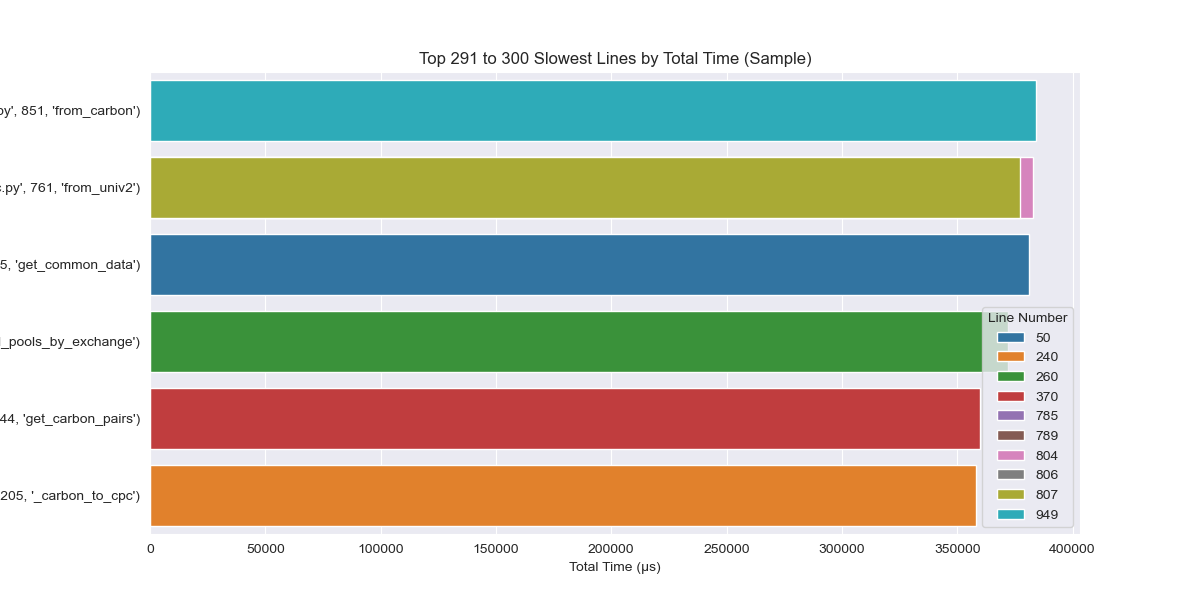 Top 291 to 300 Slowest Lines by Total Time (Sample)
py', 851, 'from_carbon')
.py', 761, 'from_univ2')
5, 'get_common_data')
_pools_by_exchange')
44, 'get_carbon_pairs')
205, '_carbon_to_cpc')
Line Number
50
240
260
370
785
789
804
806
807
949
0 50000 100000 150000 200000 250000 300000 350000 400000
Total Time (µs)